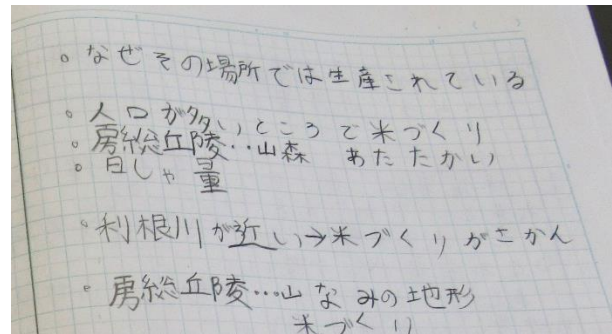 。なぜその場所では生産されている
・人口が多いところで米づくり
・房総丘陵‥山森 あたたかい
。日しゃ量
。利根川が近い→米づくりがさかん
。房総丘陵…山なみの地形
米づくり